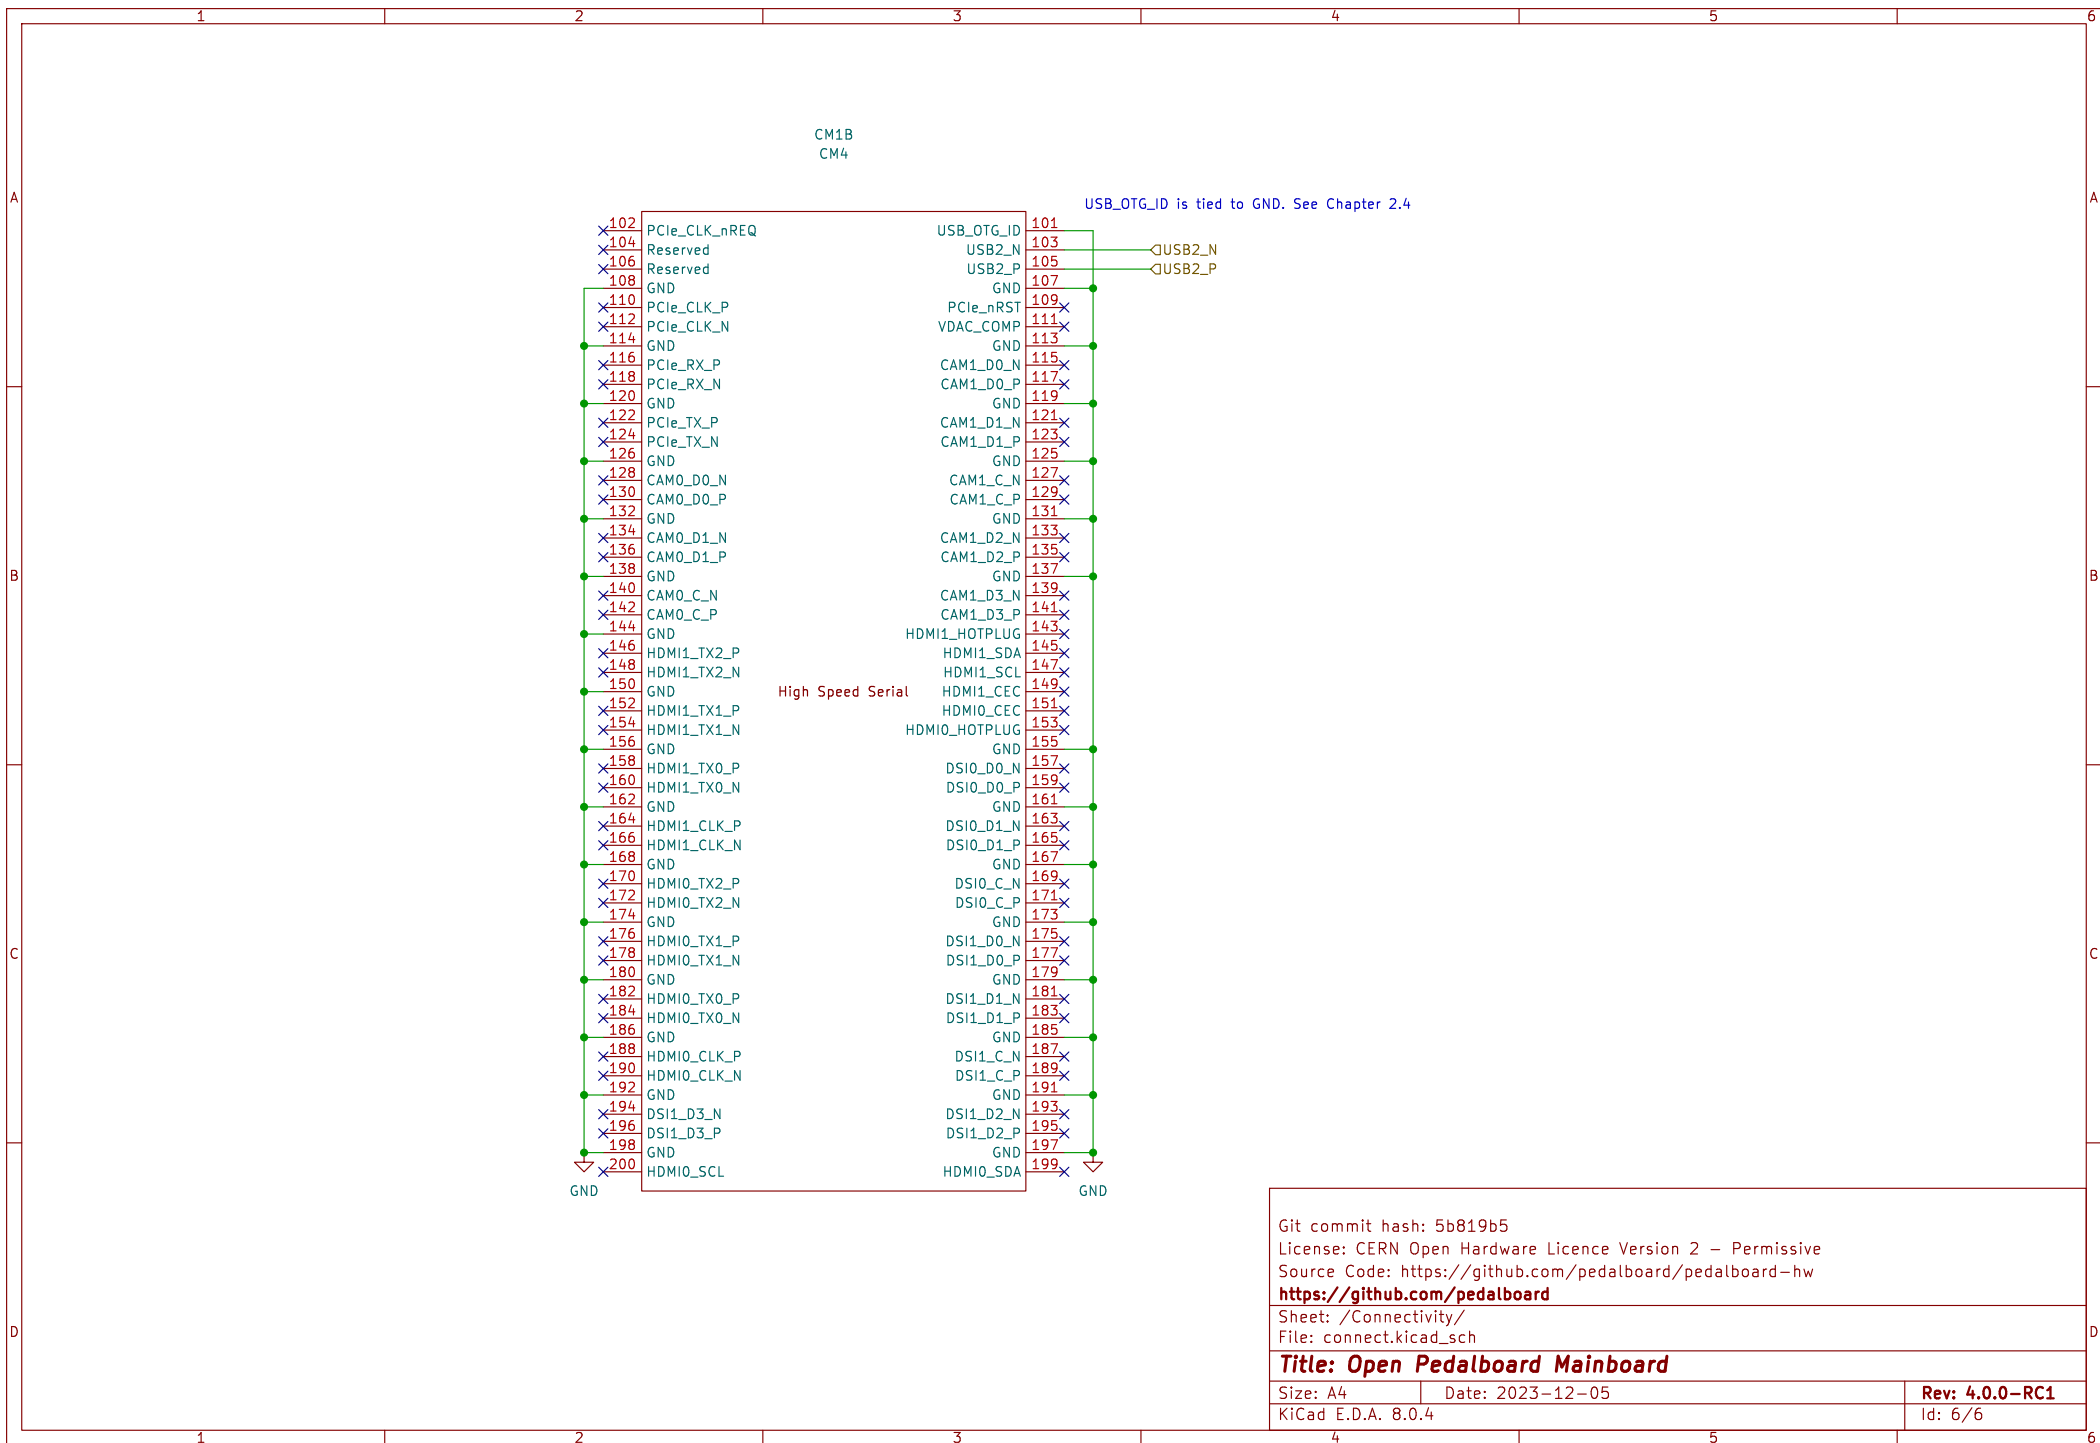 1 2 3 4 5 6
CM1B
CM4
A A
USB_OTG_ID is tied to GND. See Chapter 2.4
102 PCIe_CLK_nREQ USB_OTG_ID 101
104 Reserved USB2_N 103 USB2_N
106 Reserved USB2_P 105 USB2_P
108 GND GND 107
110 PCIe_CLK_P PCIe_nRST 109
112 PCIe_CLK_N VDAC_COMP 111
114 GND GND 113
116 PCIe_RX_P CAM1_D0_N 115
118 PCIe_RX_N CAM1_D0_P 117
120 GND GND 119
122 PCIe_TX_P CAM1_D1_N 121
124 PCIe_TX_N CAM1_D1_P 123
126 GND GND 125
128 CAM0_D0_N CAM1_C_N 127
130 CAM0_D0_P CAM1_C_P 129
132 GND GND 131
134 CAM0_D1_N CAM1_D2_N 133
136 CAM0_D1_P CAM1_D2_P 135
B 138 GND GND 137 B
140 CAM0_C_N CAM1_D3_N 139
142 CAM0_C_P CAM1_D3_P 141
144 GND HDMI1_HOTPLUG 143
146 HDMI1_TX2_P HDMI1_SDA 145
148 HDMI1_TX2_N HDMI1_SCL 147
150 GND High Speed Serial HDMI1_CEC 149
152 HDMI1_TX1_P HDMI0_CEC 151
154 HDMI1_TX1_N HDMI0_HOTPLUG 153
156 GND GND 155
158 HDMI1_TX0_P DSI0_D0_N 157
160 HDMI1_TX0_N DSI0_D0_P 159
162 GND GND 161
164 HDMI1_CLK_P DSI0_D1_N 163
166 HDMI1_CLK_N DSI0_D1_P 165
168 GND GND 167
170 HDMI0_TX2_P DSI0_C_N 169
172 HDMI0_TX2_N DSI0_C_P 171
174 GND GND 173
176 HDMI0_TX1_P DSI1_D0_N 175
C 178 HDMI0_TX1_N DSI1_D0_P 177 C
180 GND GND 179
182 HDMI0_TX0_P DSI1_D1_N 181
184 HDMI0_TX0_N DSI1_D1_P 183
186 GND GND 185
188 HDMI0_CLK_P DSI1_C_N 187
190 HDMI0_CLK_N DSI1_C_P 189
192 GND GND 191
194 DSI1_D3_N DSI1_D2_N 193
196 DSI1_D3_P DSI1_D2_P 195
198 GND GND 197
200 HDMI0_SCL HDMI0_SDA 199
GND GND
Git commit hash: 5b819b5
License: CERN Open Hardware Licence Version 2 - Permissive
Source Code: https://github.com/pedalboard/pedalboard-hw
https://github.com/pedalboard
Sheet: /Connectivity/
D D
File: connect.kicad_sch
Title: Open Pedalboard Mainboard
Size: A4 Date: 2023-12-05 Rev: 4.0.0-RC1
KiCad E.D.A. 8.0.4 Id: 6/6
1 2 3 4 5 6